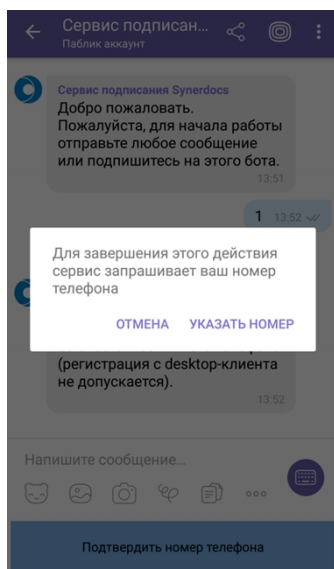 Сервис подписан...
Паблик аккаунт
Сервис подписания Synerdocs
Добро пожаловать.
Пожалуйста, для начала работы
отправьте любое сообщение
или подпишитесь на этого бота.
13:51
1 13:52
Для завершения этого действия
сервис запрашивает ваш номер
телефона
ОТМЕНА УКАЗАТЬ НОМЕР
(регистрация с desktop-клиента
не допускается).
13:52
Напишите сообщение...
Подтвердить номер телефона